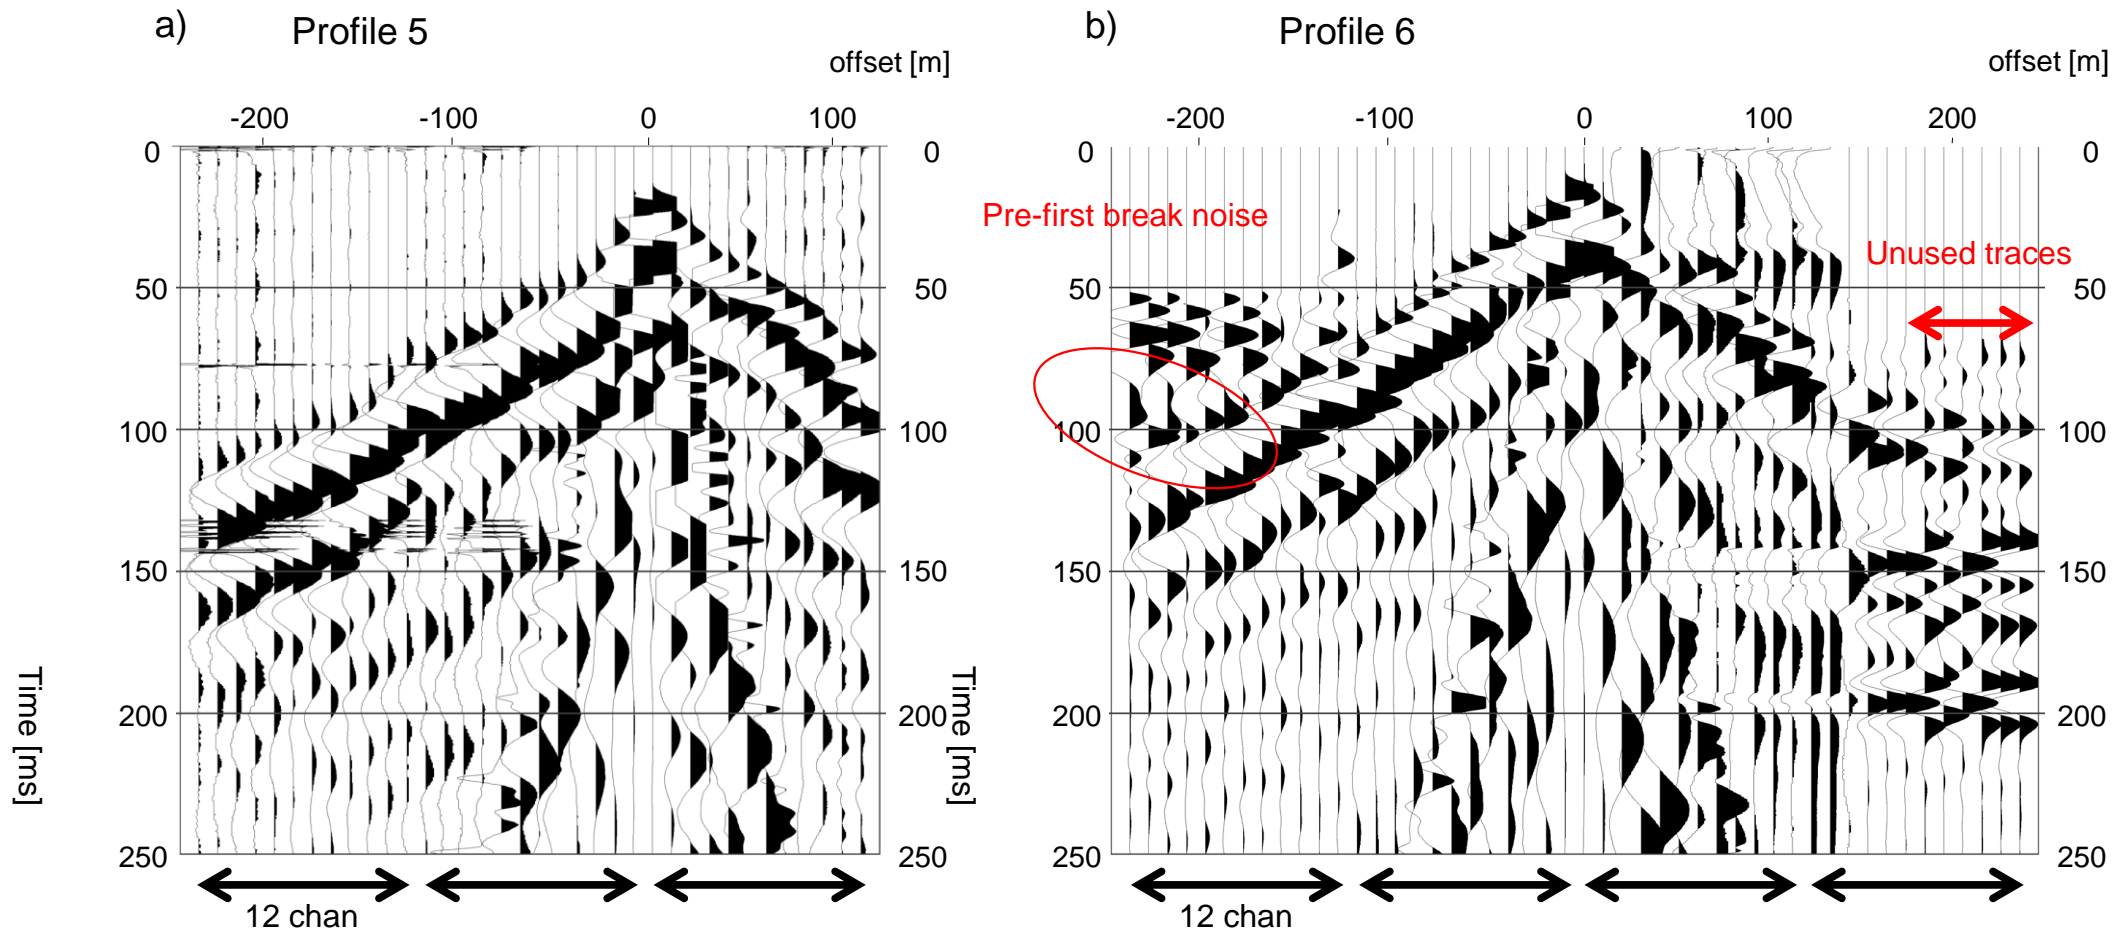 a)
Profile 5
offset [m]
-200 -100 0 100
0 0
50 50
100 100
150 150
200 200
250 250
Time [ms]
Time [ms]
12 chan
b)
Profile 6
offset [m]
-200 -100 0 100 200
0 0
Pre-first break noise
Unused traces
50 50
100 100
150 150
200 200
250 250
12 chan